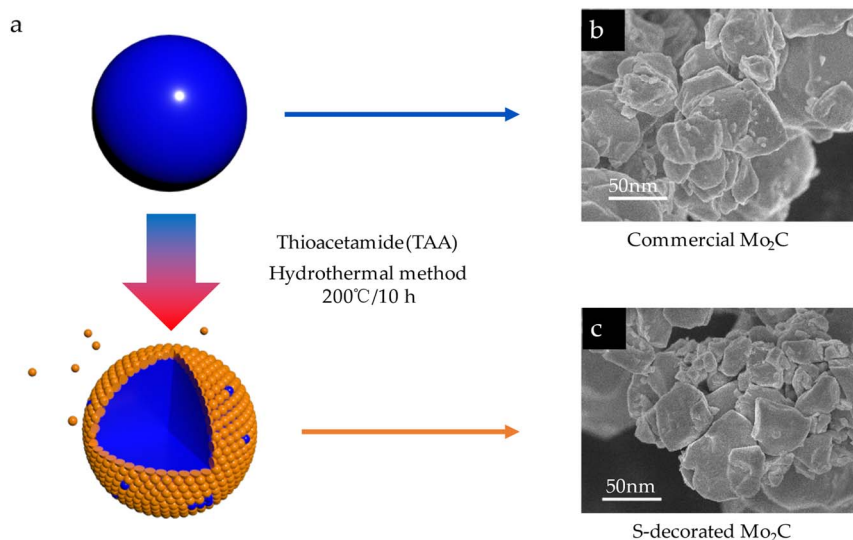 a
b
50nm
Commercial Mo₂C
Thioacetamide(TAA)
Hydrothermal method
200℃/10 h
c
50nm
S-decorated Mo₂C